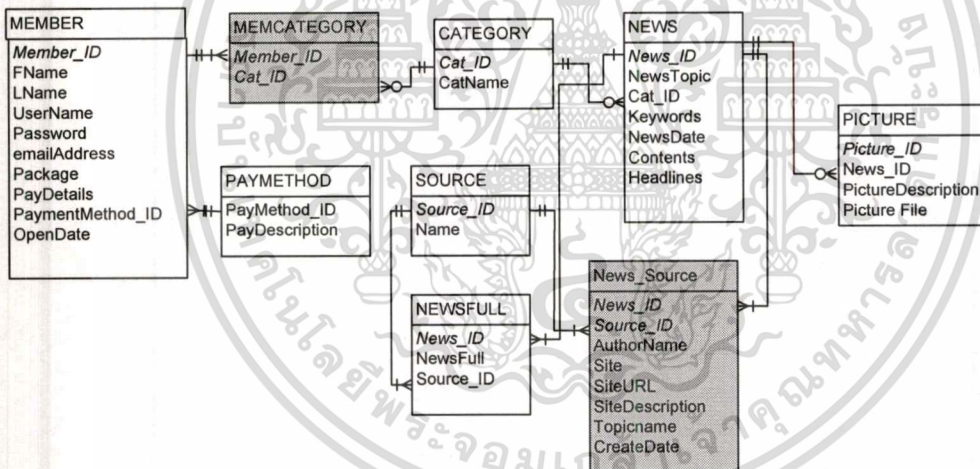 MEMBER
Member_ID
FName
LName
UserName
Password
emailAddress
Package
PayDetails
PaymentMethod_ID
OpenDate
MEMCATEGORY
Member_ID
Cat_ID
CATEGORY
Cat_ID
CatName
NEWS
News_ID
NewsTopic
Cat_ID
Keywords
NewsDate
Contents
Headlines
PICTURE
Picture_ID
News_ID
PictureDescription
Picture File
PAYMETHOD
PayMethod_ID
PayDescription
SOURCE
Source_ID
Name
NEWSFULL
News_ID
NewsFull
Source_ID
News_Source
News_ID
Source_ID
AuthorName
Site
SiteURL
SiteDescription
Topicname
CreateDate